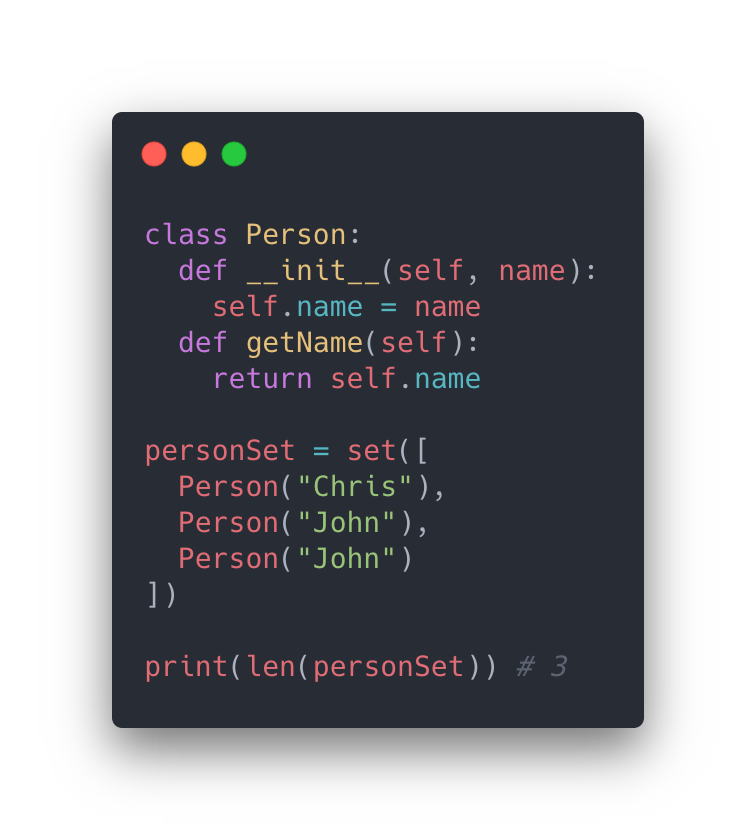 class Person:
  def __init__(self, name):
    self.name = name
  def getName(self):
    return self.name

personSet = set([
  Person("Chris"),
  Person("John"),
  Person("John")
])

print(len(personSet)) # 3